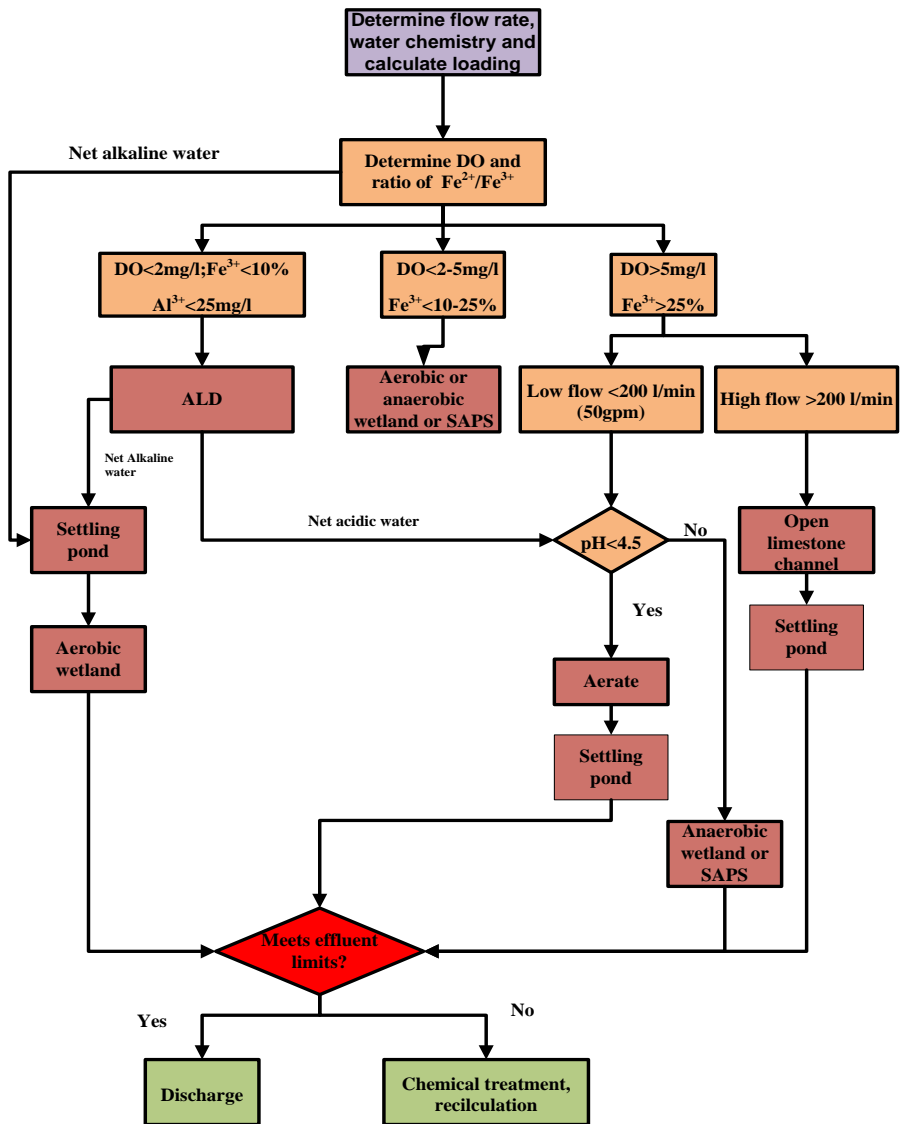 Determine flow rate,
water chemistry and
calculate loading
Net alkaline water
Determine DO and
ratio of Fe²⁺/Fe³⁺
DO<2mg/l;Fe³⁺<10%
Al³⁺<25mg/l
DO<2-5mg/l
Fe³⁺<10-25%
DO>5mg/l
Fe³⁺>25%
ALD
Aerobic or
anaerobic
wetland or SAPS
Low flow <200 l/min
(50gpm)
High flow >200 l/min
Net Alkaline
water
Settling
pond
Net acidic water
pH<4.5
No
Open
limestone
channel
Yes
Settling
pond
Aerobic
wetland
Aerate
Settling
pond
Anaerobic
wetland or
SAPS
Meets effluent
limits?
Yes
No
Discharge
Chemical treatment,
recilculation